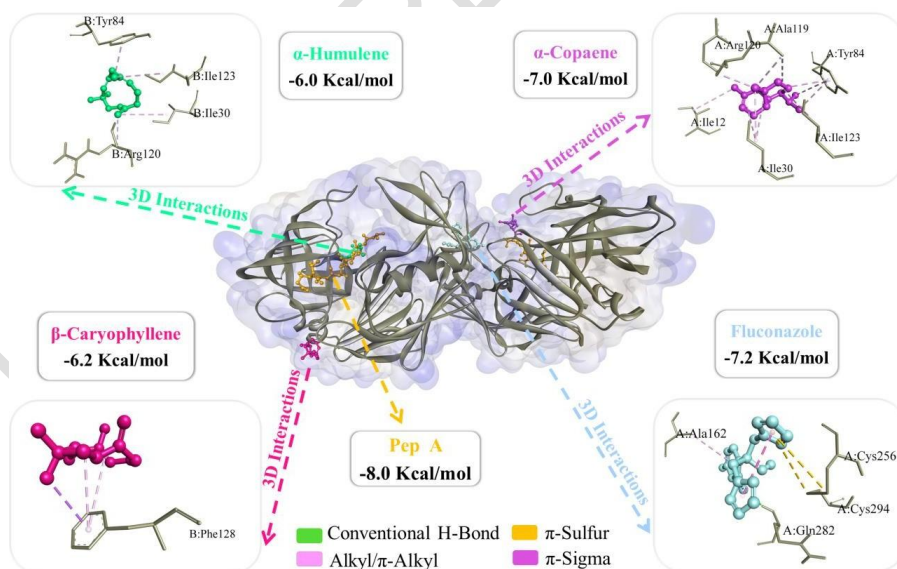 B:Tyr84
B:Ile123
B:Ile30
B:Arg120
α-Humulene
-6.0 Kcal/mol
α-Copaene
-7.0 Kcal/mol
A:Ala119
A:Arg120
A:Tyr84
A:Ile12
A:Ile123
A:Ile30
3D Interactions
3D Interactions
β-Caryophyllene
-6.2 Kcal/mol
Fluconazole
-7.2 Kcal/mol
3D Interactions
3D Interactions
Pep A
-8.0 Kcal/mol
B:Phe128
A:Ala162
A:Cys256
A:Cys294
A:Gln282
Conventional H-Bond
π-Sulfur
Alkyl/π-Alkyl
π-Sigma